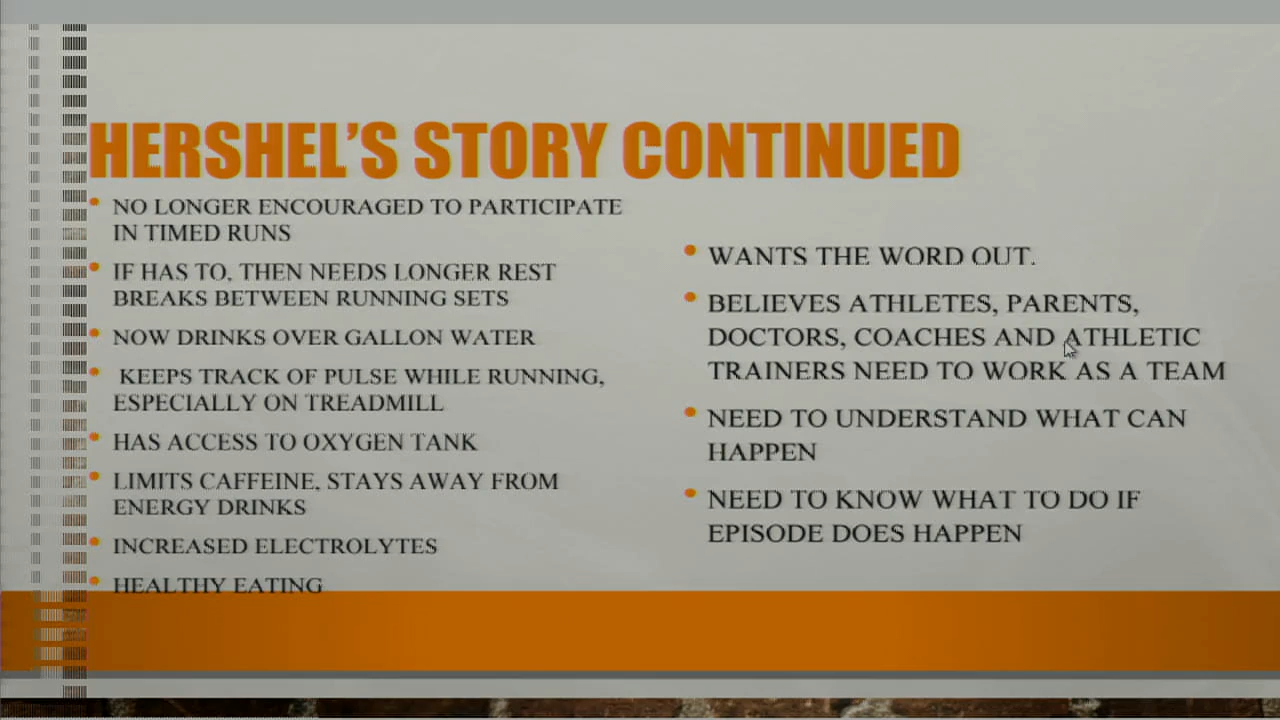 HERSHEL'S STORY CONTINUED
NO LONGER ENCOURAGED TO PARTICIPATE
IN TIMED RUNS
IF HAS TO, THEN NEEDS LONGER REST
BREAKS BETWEEN RUNNING SETS
NOW DRINKS OVER GALLON WATER
KEEPS TRACK OF PULSE WHILE RUNNING,
ESPECIALLY ON TREADMILL
HAS ACCESS TO OXYGEN TANK
LIMITS CAFFEINE, STAYS AWAY FROM
ENERGY DRINKS
INCREASED ELECTROLYTES
HEALTHY EATING
WANTS THE WORD OUT.
BELIEVES ATHLETES, PARENTS,
DOCTORS, COACHES AND ATHLETIC
TRAINERS NEED TO WORK AS A TEAM
NEED TO UNDERSTAND WHAT CAN
HAPPEN
NEED TO KNOW WHAT TO DO IF
EPISODE DOES HAPPEN